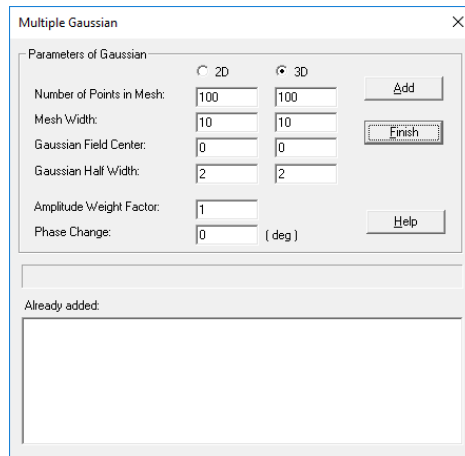 Multiple Gaussian
Parameters of Gaussian
2D 3D
Number of Points in Mesh: 100 100 Add
Mesh Width: 10 10
Gaussian Field Center: 0 0 Finish
Gaussian Half Width: 2 2
Amplitude Weight Factor: 1
Phase Change: 0 ( deg ) Help
Already added: